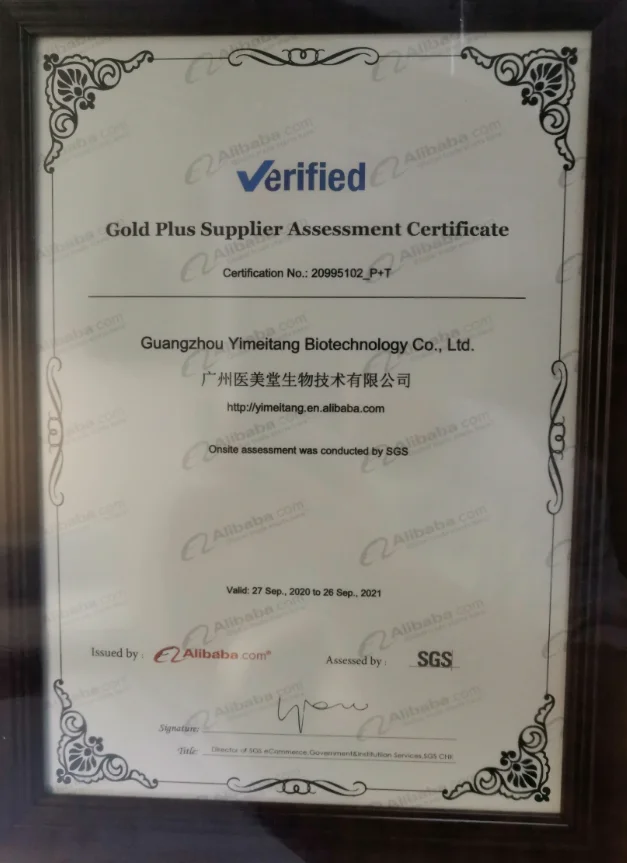 Verified
Gold Plus Supplier Assessment Certificate
Certification No.: 20995102_P+T
Guangzhou Yimeitang Biotechnology Co., Ltd.
广州医美堂生物技术有限公司
http://yimeitang.en.alibaba.com
Onsite assessment was conducted by SGS
Valid: 27 Sep., 2020 to 26 Sep., 2021
Issued by : Alibaba.com®
Assessed by : SGS
Signature:
Title: Director of SGS eCommerce,Government&Institution Services,SGS CHN